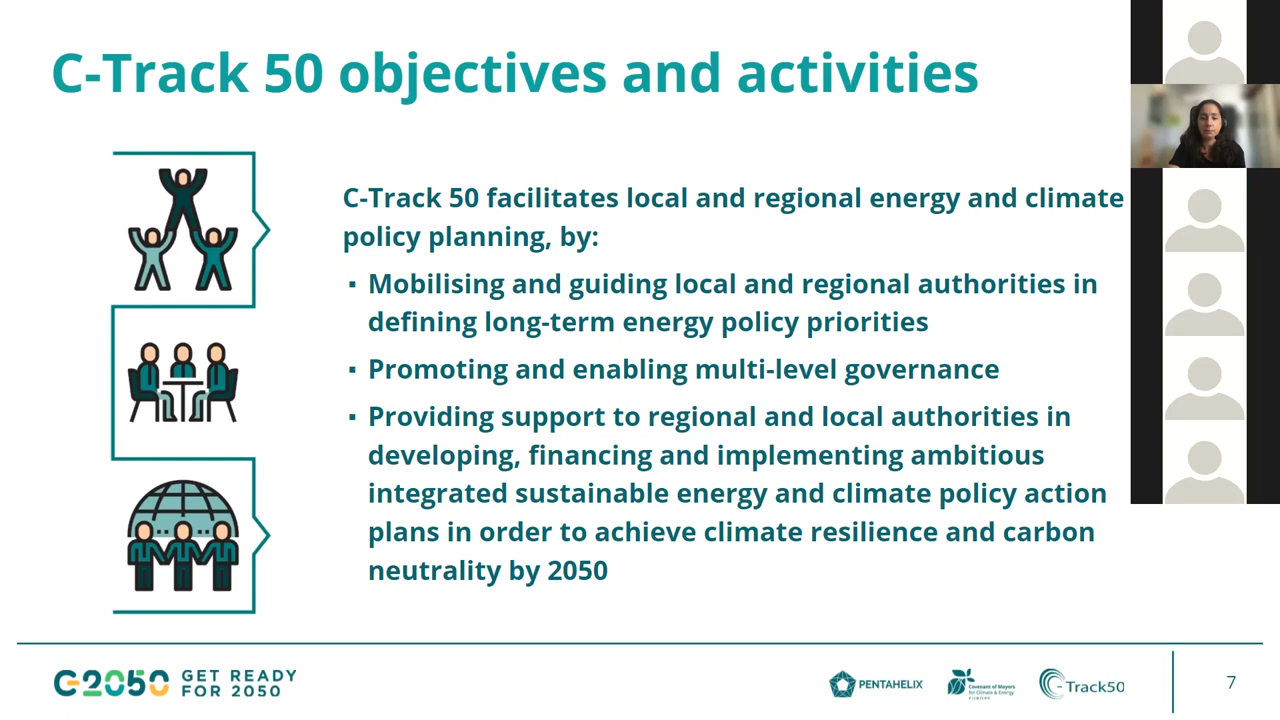 C-Track 50 objectives and activities
C-Track 50 facilitates local and regional energy and climate
policy planning, by:
▪ Mobilising and guiding local and regional authorities in
defining long-term energy policy priorities
▪ Promoting and enabling multi-level governance
▪ Providing support to regional and local authorities in
developing, financing and implementing ambitious
integrated sustainable energy and climate policy action
plans in order to achieve climate resilience and carbon
neutrality by 2050
C-2050 GET READY
FOR 2050
PENTAHELIX
Covenant of Mayors
for Climate & Energy
EUROPE
C-Track50
7